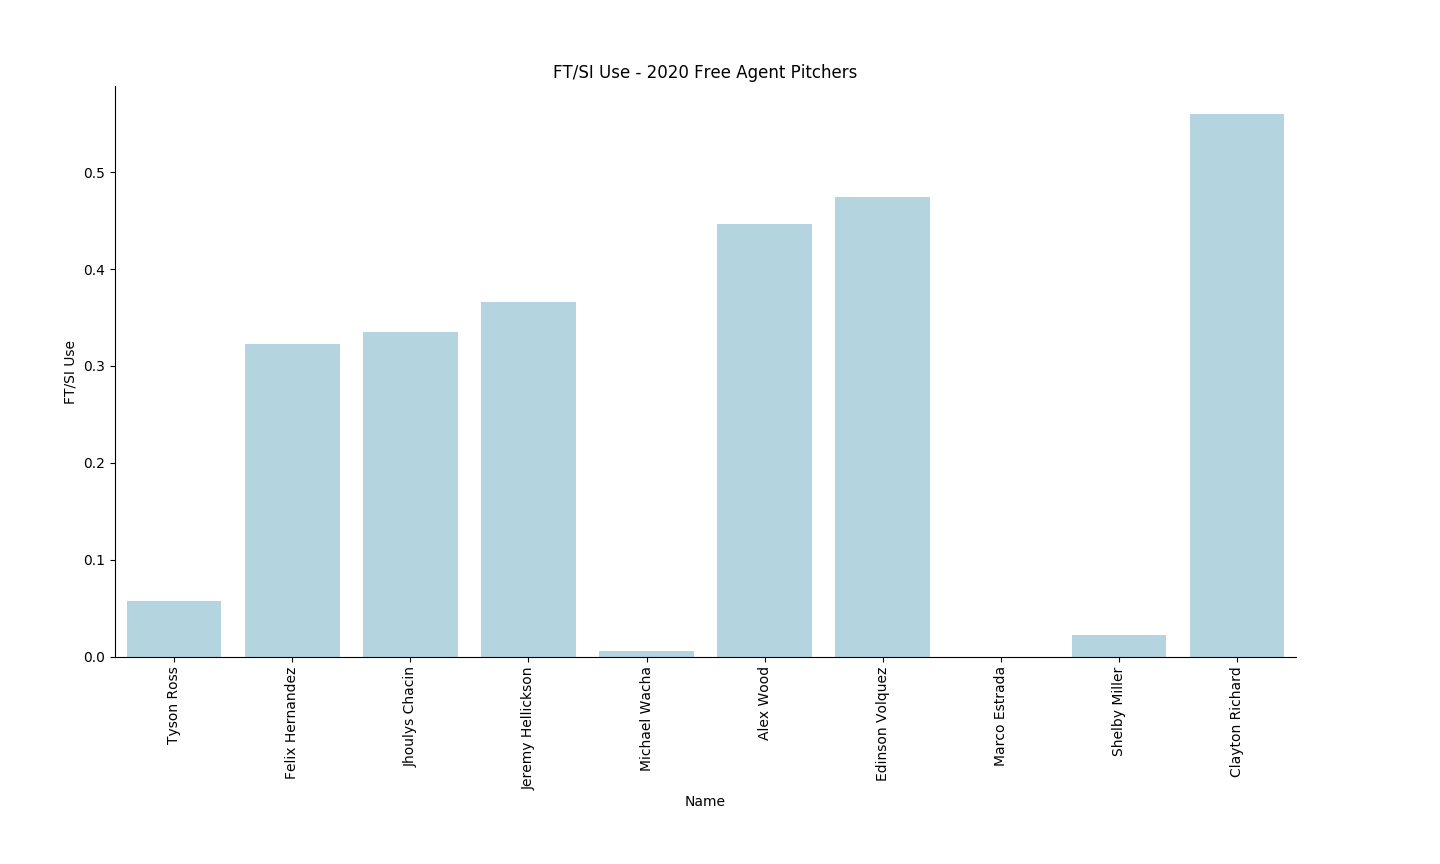 FT/SI Use - 2020 Free Agent Pitchers
FT/SI Use
0.5
0.4
0.3
0.2
0.1
0.0
Tyson Ross
Felix Hernandez
Jhoulys Chacin
Jeremy Hellickson
Michael Wacha
Alex Wood
Edinson Volquez
Marco Estrada
Shelby Miller
Clayton Richard
Name